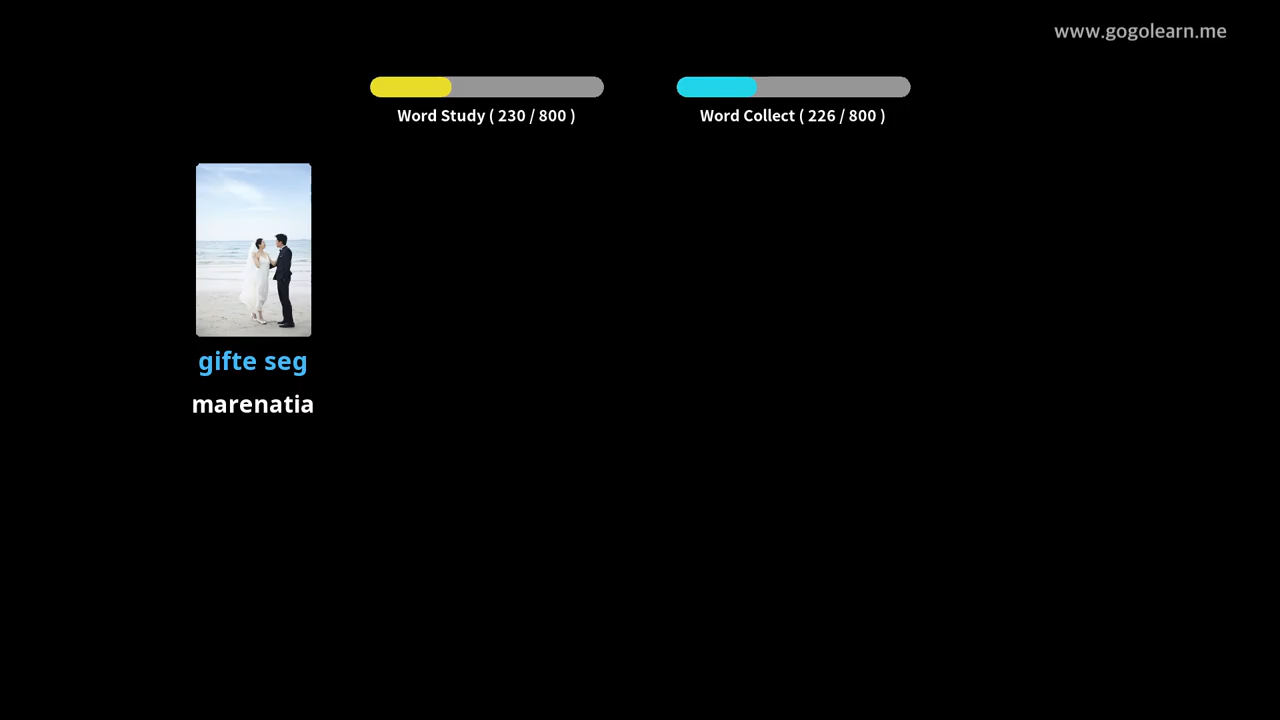 www.gogolearn.me
Word Study ( 230 / 800 )
Word Collect ( 226 / 800 )
gifte seg
marenatia